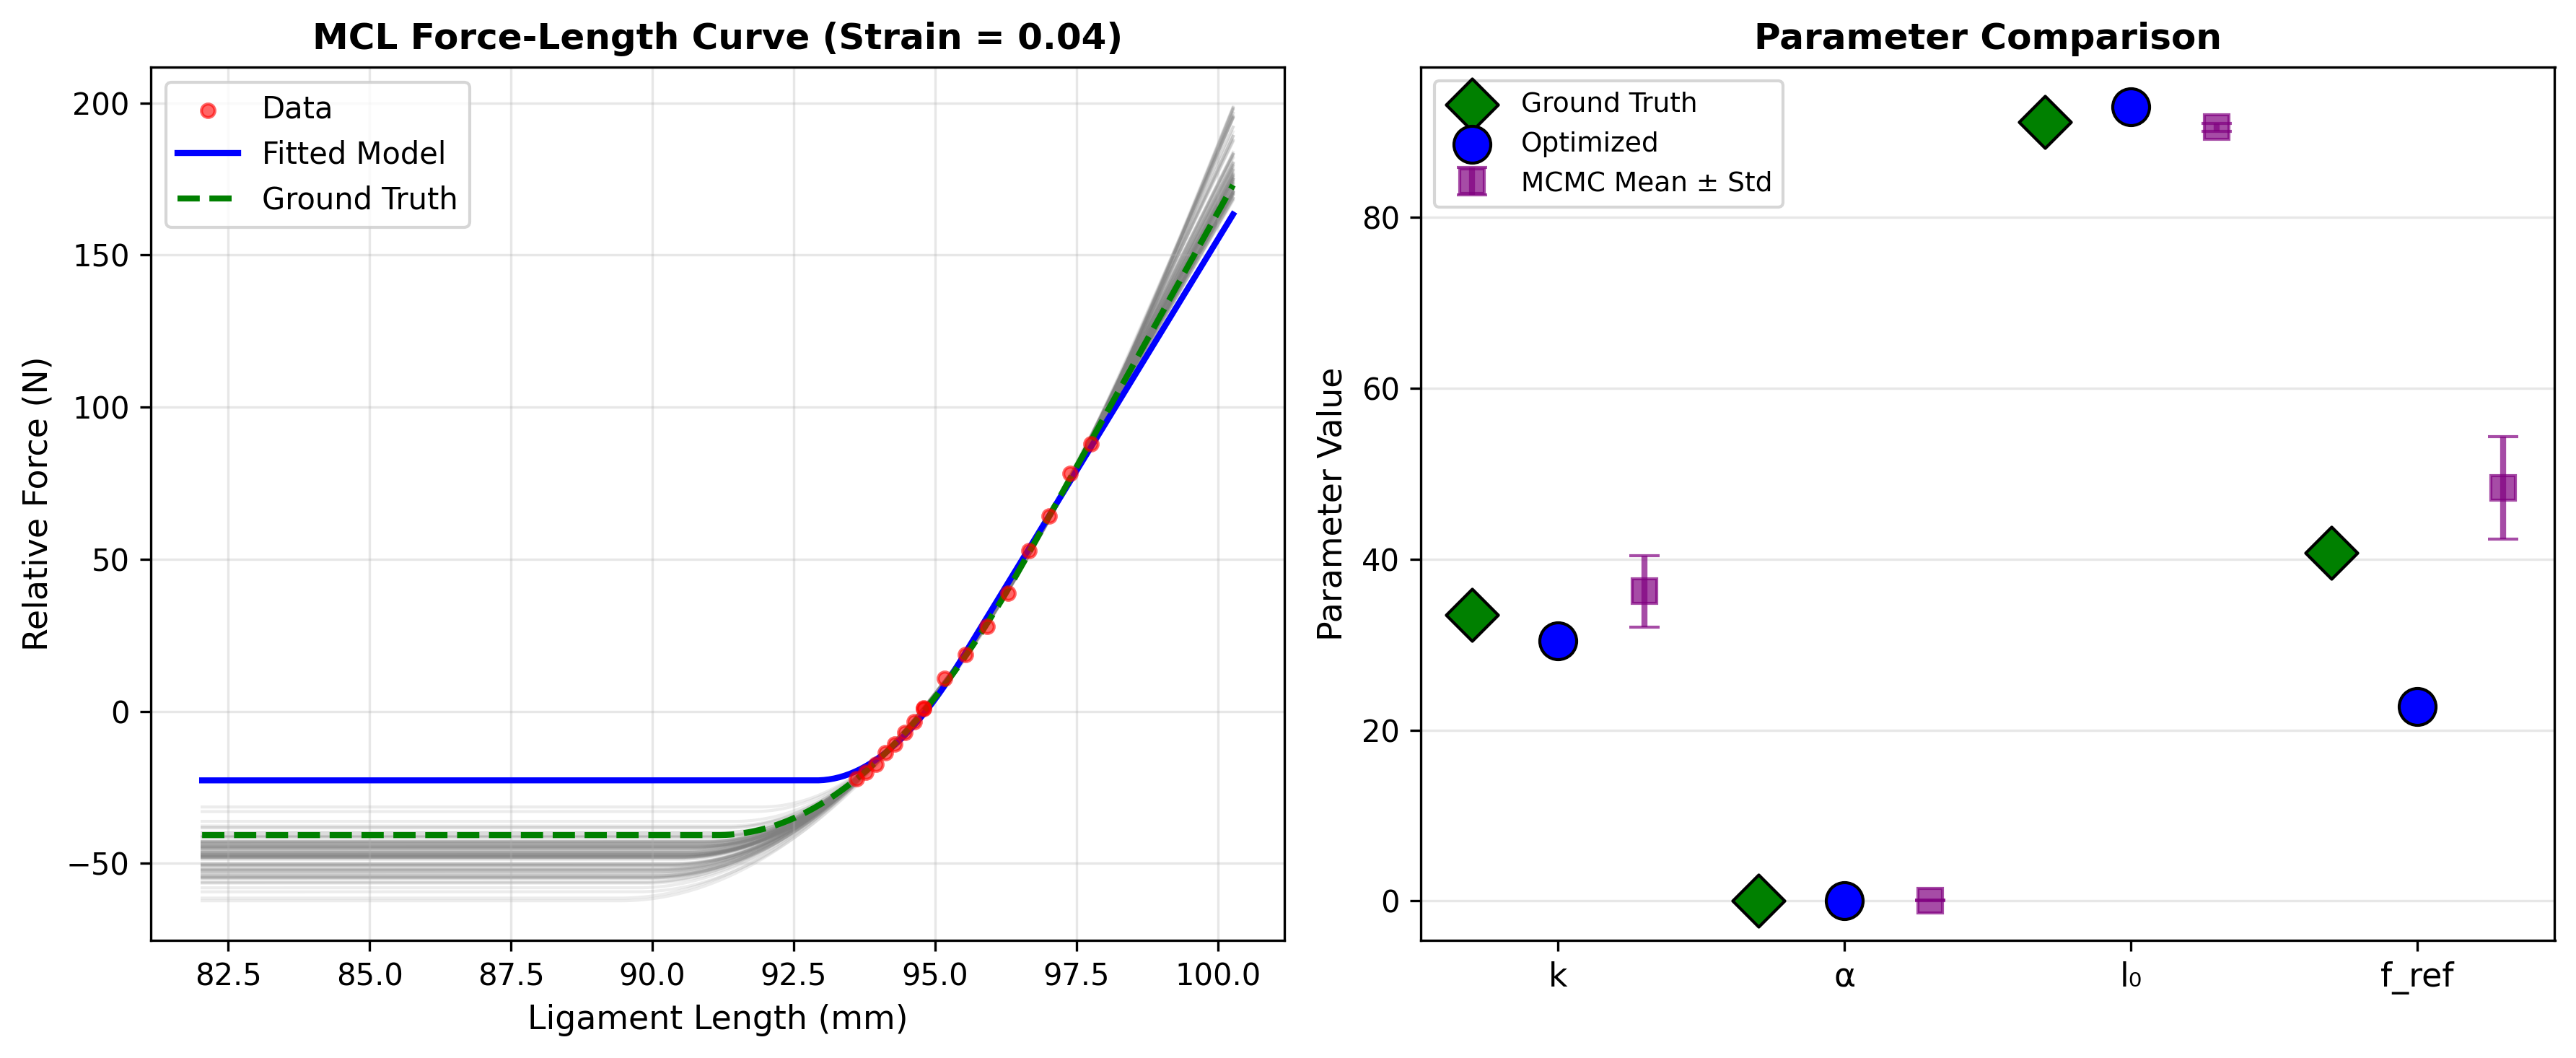 MCL Force-Length Curve (Strain = 0.04)
Data
Fitted Model
Ground Truth
200
150
100
50
0
−50
Relative Force (N)
82.5 85.0 87.5 90.0 92.5 95.0 97.5 100.0
Ligament Length (mm)
Parameter Comparison
Ground Truth
Optimized
MCMC Mean ± Std
80
60
40
20
0
Parameter Value
k α l₀ f_ref